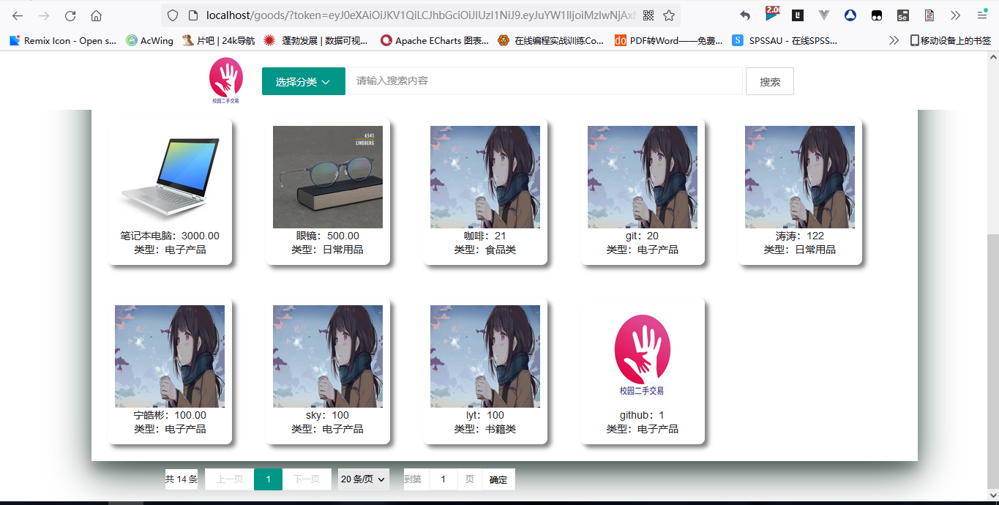 localhost/goods/?token=eyJ0eXAiOiJKV1QiLCJhbGciOiJIUzI1NiJ9.eyJuYW1lIjoiMzIwNjAx
2.00
Remix Icon - Open s...
AcWing
片吧 | 24k导航
蓬勃发展 | 数据可视...
Apache ECharts 图表...
在线编程实战训练Co...
do
PDF转Word——免费...
S
SPSSAU - 在线SPSS...
移动设备上的书签
校园二手交易
选择分类
请输入搜索内容
搜索
6541
LINDBERG
笔记本电脑：3000.00
类型：电子产品
眼镜：500.00
类型：日常用品
咖啡：21
类型：食品类
git：20
类型：电子产品
涛涛：122
类型：日常用品
宁皓彬：100.00
类型：电子产品
sky：100
类型：电子产品
lyt：100
类型：书籍类
校园二手交易
github：1
类型：电子产品
共 14 条
上一页
1
下一页
20 条/页
到第
1
页
确定